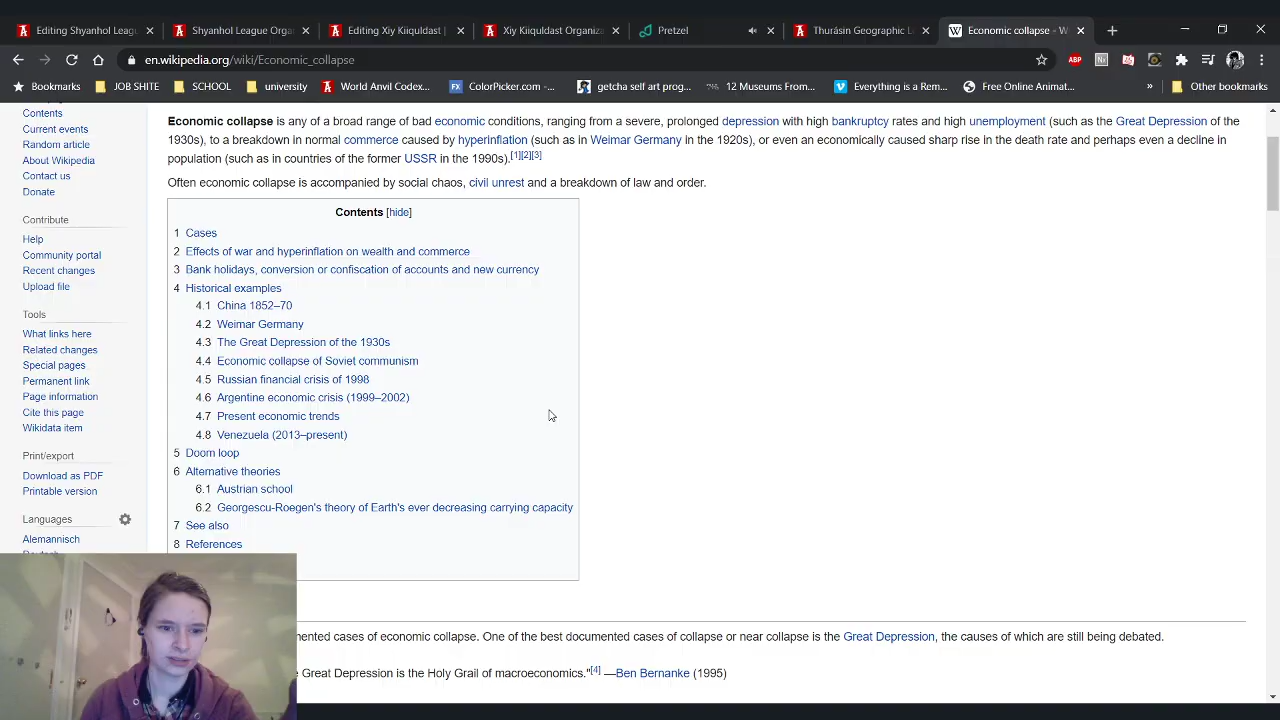 Editing Shyanhol Leag
Shyanhol League Orga
Editing Xiy Kiiquldast |
Xiy Kiiquldast Organiza
Pretzel
Thurásin Geographic L
Economic collapse - W
en.wikipedia.org/wiki/Economic_collapse
Bookmarks
JOB SHITE
SCHOOL
university
World Anvil Codex...
ColorPicker.com -...
getcha self art prog...
12 Museums From...
Everything is a Rem...
Free Online Animat...
»
Other bookmarks
Contents
Current events
Random article
About Wikipedia
Contact us
Donate
Contribute
Help
Community portal
Recent changes
Upload file
Tools
What links here
Related changes
Special pages
Permanent link
Page information
Cite this page
Wikidata item
Print/export
Download as PDF
Printable version
Languages
Alemannisch
Economic collapse is any of a broad range of bad economic conditions, ranging from a severe, prolonged depression with high bankruptcy rates and high unemployment (such as the Great Depression of the
1930s), to a breakdown in normal commerce caused by hyperinflation (such as in Weimar Germany in the 1920s), or even an economically caused sharp rise in the death rate and perhaps even a decline in
population (such as in countries of the former USSR in the 1990s).[1][2][3]
Often economic collapse is accompanied by social chaos, civil unrest and a breakdown of law and order.
Contents [hide]
1 Cases
2 Effects of war and hyperinflation on wealth and commerce
3 Bank holidays, conversion or confiscation of accounts and new currency
4 Historical examples
4.1 China 1852–70
4.2 Weimar Germany
4.3 The Great Depression of the 1930s
4.4 Economic collapse of Soviet communism
4.5 Russian financial crisis of 1998
4.6 Argentine economic crisis (1999–2002)
4.7 Present economic trends
4.8 Venezuela (2013–present)
5 Doom loop
6 Alternative theories
6.1 Austrian school
6.2 Georgescu-Roegen's theory of Earth's ever decreasing carrying capacity
7 See also
8 References
mented cases of economic collapse. One of the best documented cases of collapse or near collapse is the Great Depression, the causes of which are still being debated.
Great Depression is the Holy Grail of macroeconomics."[4] —Ben Bernanke (1995)